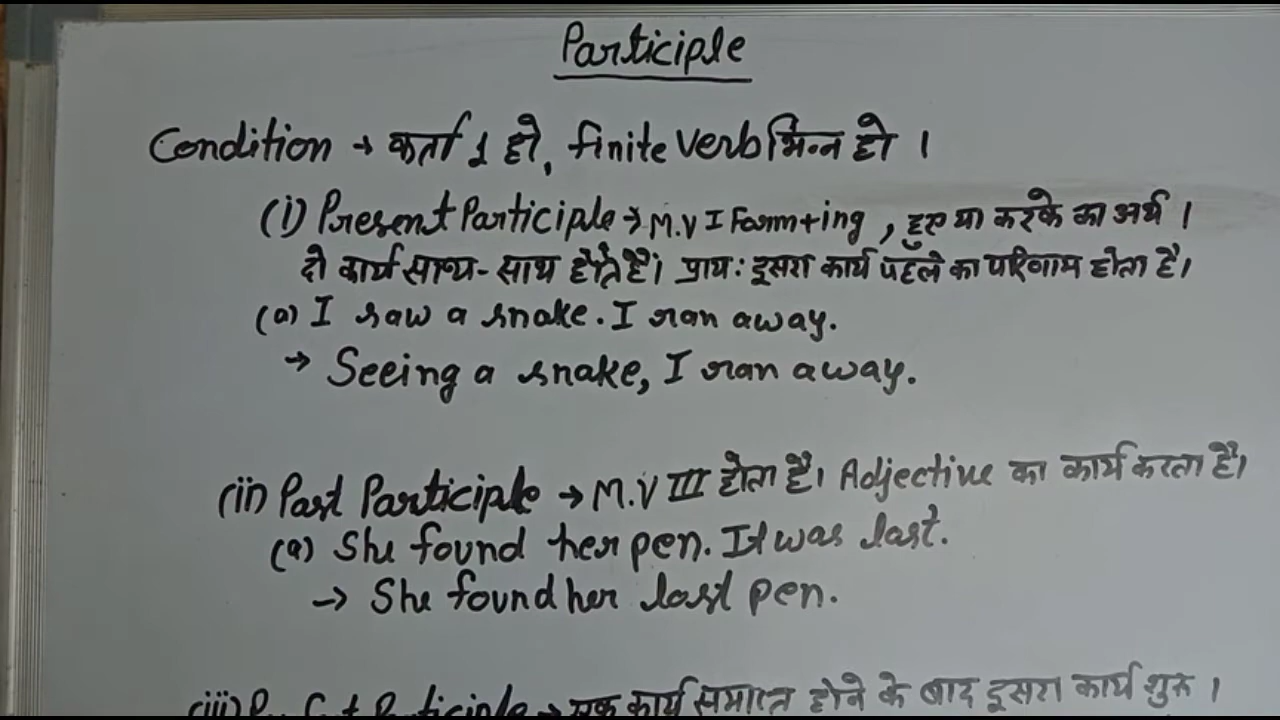 Participle
Condition → कर्ता 1 हो, finite verb भिन्न हो ।
(i) Present Participle → M.V I Form+ing , हुए या करके का अर्थ ।
दो कार्य साथ-साथ होते हैं। प्रायः दूसरा कार्य पहले का परिणाम होता है।
(a) I saw a snake. I ran away.
→ Seeing a snake, I ran away.
(ii) Past Participle → M.V III होता है। Adjective का कार्य करता है।
(a) She found her pen. It was lost.
→ She found her lost pen.
(iii) Participle → एक कार्य समाप्त होने के बाद दूसरा कार्य शुरू ।